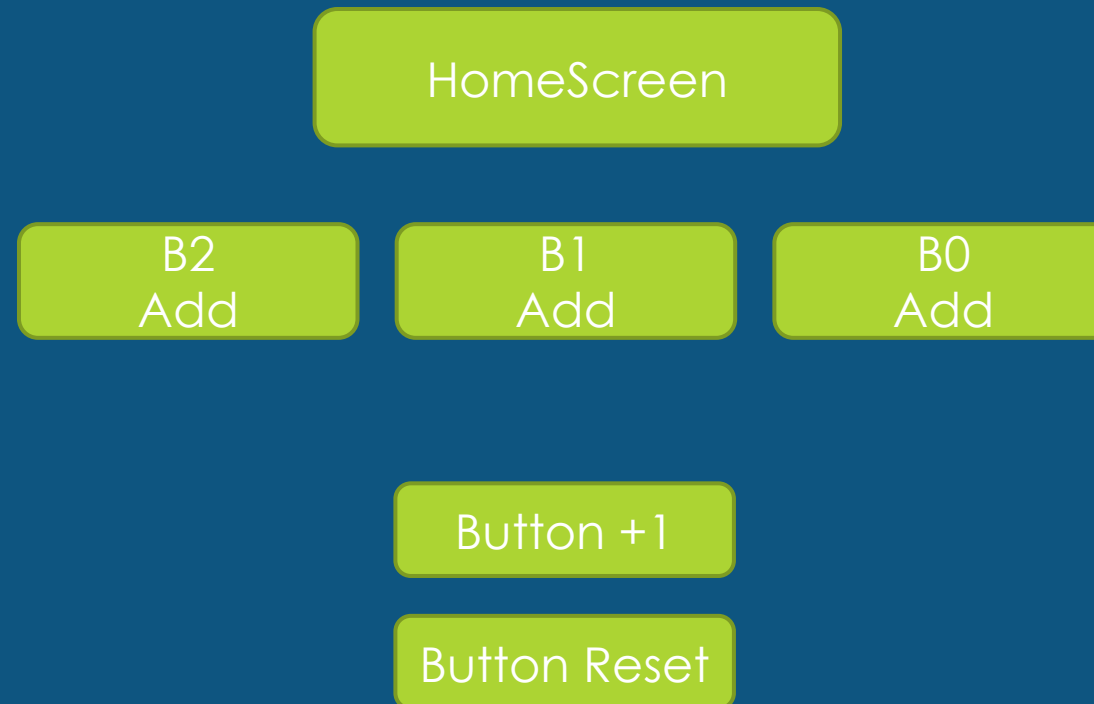 HomeScreen
B2
Add
B1
Add
B0
Add
Button +1
Button Reset